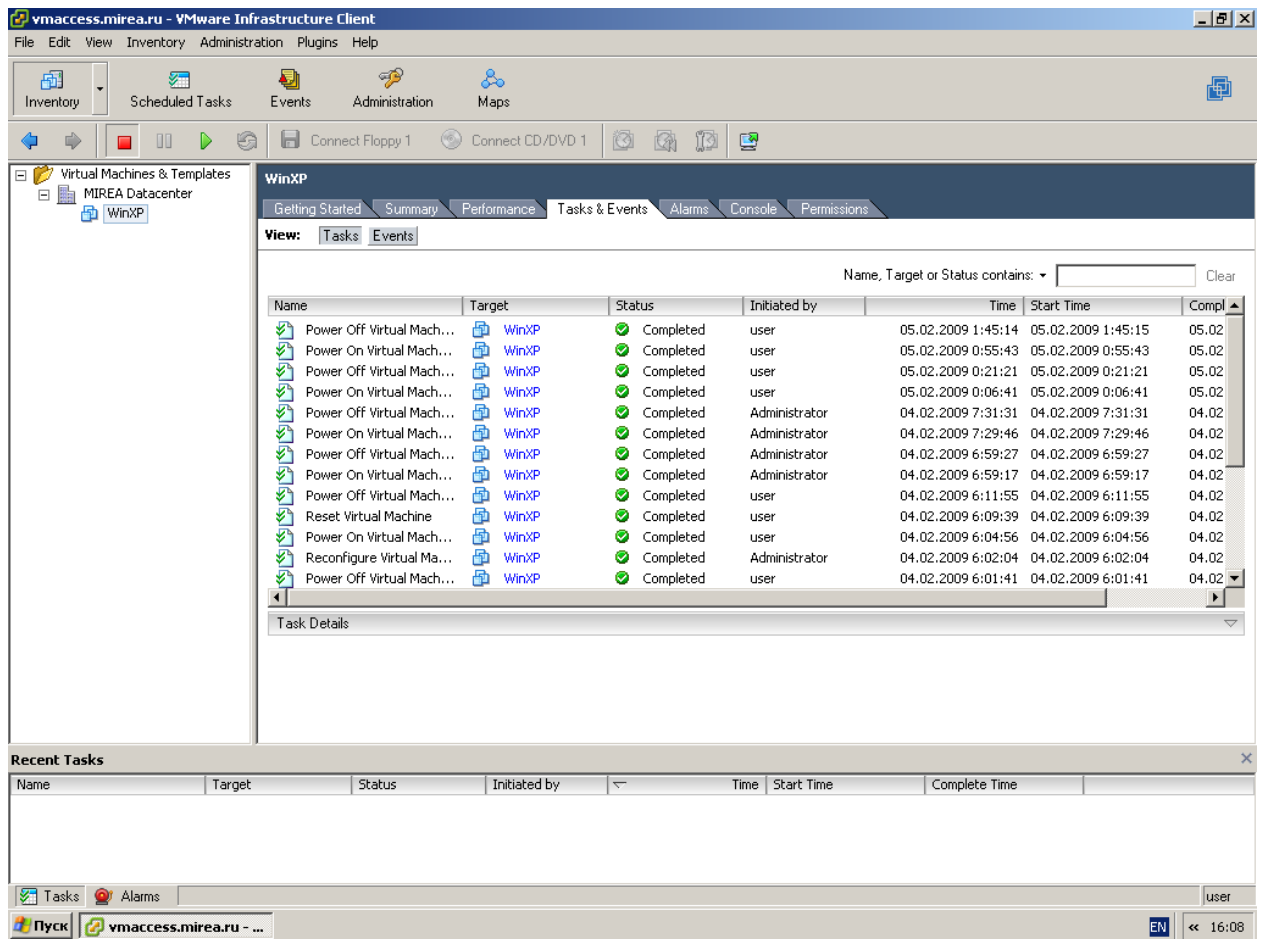 vmaccess.mirea.ru - VMware Infrastructure Client
File Edit View Inventory Administration Plugins Help
Inventory Scheduled Tasks Events Administration Maps
Connect Floppy 1 Connect CD/DVD 1
Virtual Machines & Templates
MIREA Datacenter
WinXP
WinXP
Getting Started Summary Performance Tasks & Events Alarms Console Permissions
View: Tasks Events
Name, Target or Status contains: Clear
Name Target Status Initiated by Time Start Time Compl
Power Off Virtual Mach... WinXP Completed user 05.02.2009 1:45:14 05.02.2009 1:45:15 05.02
Power On Virtual Mach... WinXP Completed user 05.02.2009 0:55:43 05.02.2009 0:55:43 05.02
Power Off Virtual Mach... WinXP Completed user 05.02.2009 0:21:21 05.02.2009 0:21:21 05.02
Power On Virtual Mach... WinXP Completed user 05.02.2009 0:06:41 05.02.2009 0:06:41 05.02
Power Off Virtual Mach... WinXP Completed Administrator 04.02.2009 7:31:31 04.02.2009 7:31:31 04.02
Power On Virtual Mach... WinXP Completed Administrator 04.02.2009 7:29:46 04.02.2009 7:29:46 04.02
Power Off Virtual Mach... WinXP Completed Administrator 04.02.2009 6:59:27 04.02.2009 6:59:27 04.02
Power On Virtual Mach... WinXP Completed Administrator 04.02.2009 6:59:17 04.02.2009 6:59:17 04.02
Power Off Virtual Mach... WinXP Completed user 04.02.2009 6:11:55 04.02.2009 6:11:55 04.02
Reset Virtual Machine WinXP Completed user 04.02.2009 6:09:39 04.02.2009 6:09:39 04.02
Power On Virtual Mach... WinXP Completed user 04.02.2009 6:04:56 04.02.2009 6:04:56 04.02
Reconfigure Virtual Ma... WinXP Completed Administrator 04.02.2009 6:02:04 04.02.2009 6:02:04 04.02
Power Off Virtual Mach... WinXP Completed user 04.02.2009 6:01:41 04.02.2009 6:01:41 04.02
Task Details
Recent Tasks
Name Target Status Initiated by Time Start Time Complete Time
Tasks Alarms user
Пуск vmaccess.mirea.ru - ... EN « 16:08